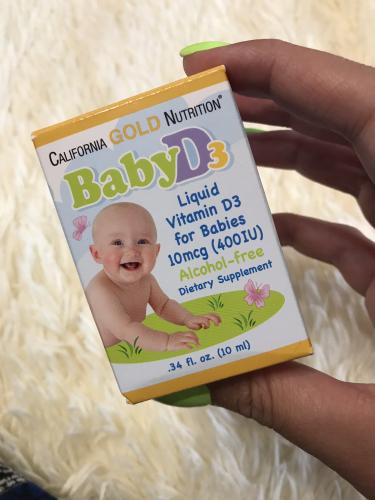 CALIFORNIA GOLD NUTRITION®
BabyD3
Liquid
Vitamin D3
for Babies
10mcg (400IU)
Alcohol-free
Dietary Supplement
.34 fl. oz. (10 ml)